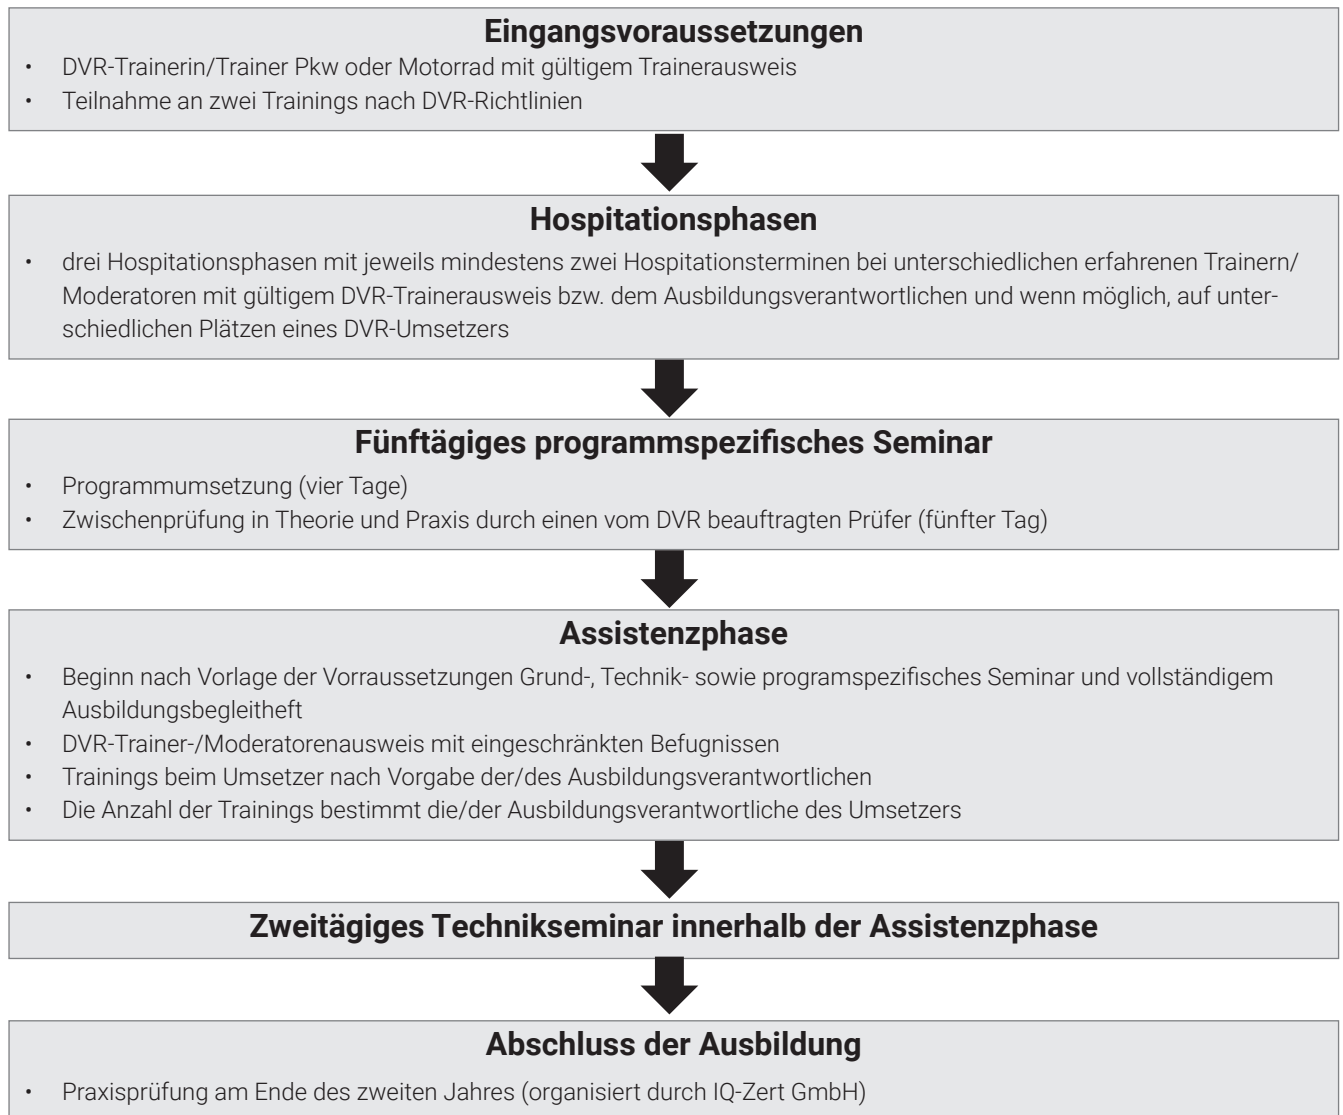 Eingangsvoraussetzungen
• DVR-Trainerin/Trainer Pkw oder Motorrad mit gültigem Trainerausweis
• Teilnahme an zwei Trainings nach DVR-Richtlinien
Hospitationsphasen
• drei Hospitationsphasen mit jeweils mindestens zwei Hospitationsterminen bei unterschiedlichen erfahrenen Trainern/
Moderatoren mit gültigem DVR-Trainerausweis bzw. dem Ausbildungsverantwortlichen und wenn möglich, auf unter-
schiedlichen Plätzen eines DVR-Umsetzers
Fünftägiges programmspezifisches Seminar
• Programmumsetzung (vier Tage)
• Zwischenprüfung in Theorie und Praxis durch einen vom DVR beauftragten Prüfer (fünfter Tag)
Assistenzphase
• Beginn nach Vorlage der Vorraussetzungen Grund-, Technik- sowie programspezifisches Seminar und vollständigem
Ausbildungsbegleitheft
• DVR-Trainer-/Moderatorenausweis mit eingeschränkten Befugnissen
• Trainings beim Umsetzer nach Vorgabe der/des Ausbildungsverantwortlichen
• Die Anzahl der Trainings bestimmt die/der Ausbildungsverantwortliche des Umsetzers
Zweitägiges Technikseminar innerhalb der Assistenzphase
Abschluss der Ausbildung
• Praxisprüfung am Ende des zweiten Jahres (organisiert durch IQ-Zert GmbH)